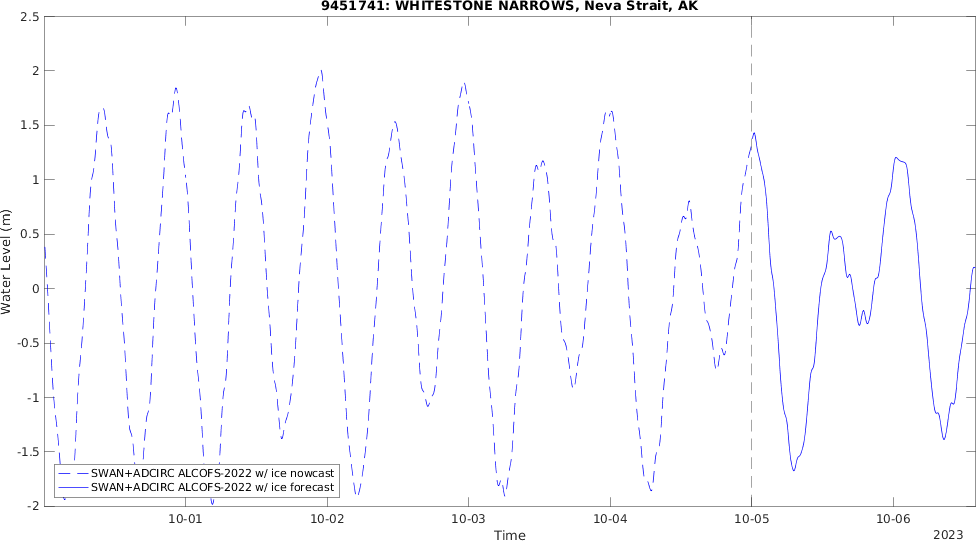 9451741: WHITESTONE NARROWS, Neva Strait, AK
2.5
2
1.5
1
0.5
0
-0.5
-1
-1.5
-2
Water Level (m)
SWAN+ADCIRC ALCOFS-2022 w/ ice nowcast
SWAN+ADCIRC ALCOFS-2022 w/ ice forecast
10-01 10-02 10-03 10-04 10-05 10-06
Time
2023